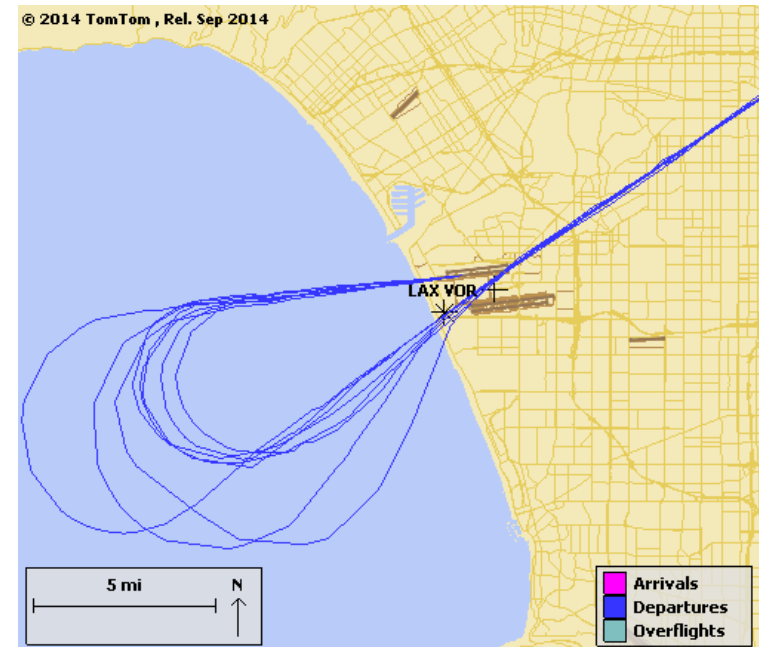 © 2014 TomTom , Rel. Sep 2014
LAX VOR
5 mi
N
Arrivals
Departures
Overflights